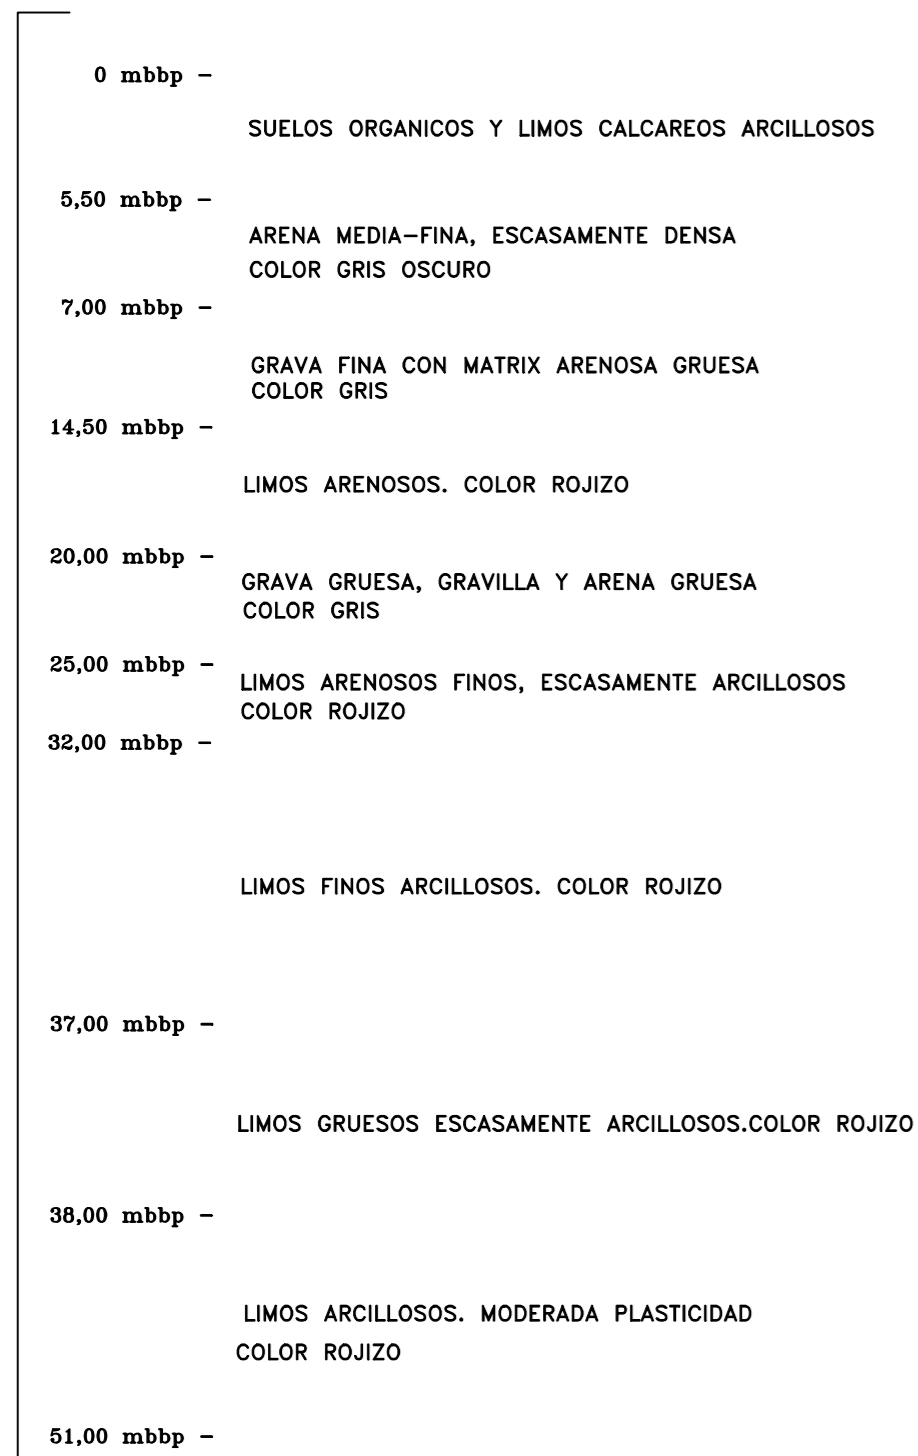 0 mbbp –
SUELOS ORGANICOS Y LIMOS CALCAREOS ARCILLOSOS
5,50 mbbp –
ARENA MEDIA–FINA, ESCASAMENTE DENSA
COLOR GRIS OSCURO
7,00 mbbp –
GRAVA FINA CON MATRIX ARENOSA GRUESA
COLOR GRIS
14,50 mbbp –
LIMOS ARENOSOS. COLOR ROJIZO
20,00 mbbp –
GRAVA GRUESA, GRAVILLA Y ARENA GRUESA
COLOR GRIS
25,00 mbbp –
LIMOS ARENOSOS FINOS, ESCASAMENTE ARCILLOSOS
COLOR ROJIZO
32,00 mbbp –
LIMOS FINOS ARCILLOSOS. COLOR ROJIZO
37,00 mbbp –
LIMOS GRUESOS ESCASAMENTE ARCILLOSOS.COLOR ROJIZO
38,00 mbbp –
LIMOS ARCILLOSOS. MODERADA PLASTICIDAD
COLOR ROJIZO
51,00 mbbp –